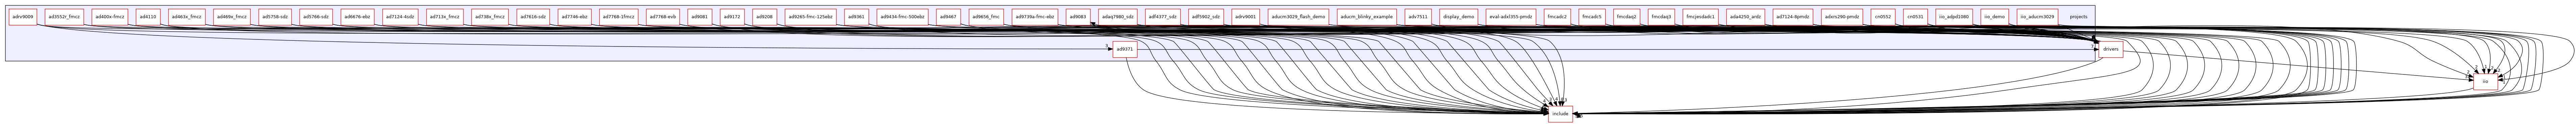 adrv9009 ad3552r_fmcz ad400x-fmcz ad4110 ad463x_fmcz ad469x_fmcz ad5758-sdz ad5766-sdz ad6676-ebz ad7124-4sdz ad713x_fmcz ad738x_fmcz ad7616-sdz ad7746-ebz ad7768-1fmcz ad7768-evb ad9081 ad9172 ad9208 ad9265-fmc-125ebz ad9361 ad9434-fmc-500ebz ad9467 ad9656_fmc ad9739a-fmc-ebz ad9083 adaq7980_sdz adf4377_sdz adf5902_sdz adrv9001 aducm3029_flash_demo aducm_blinky_example adv7511 display_demo eval-adxl355-pmdz fmcadc2 fmcadc5 fmcdaq2 fmcdaq3 fmcjesdadc1 ada4250_ardz ad7124-8pmdz adxrs290-pmdz cn0552 cn0531 iio_adpd1080 iio_demo iio_aducm3029 projects
ad9371 drivers
iio
include